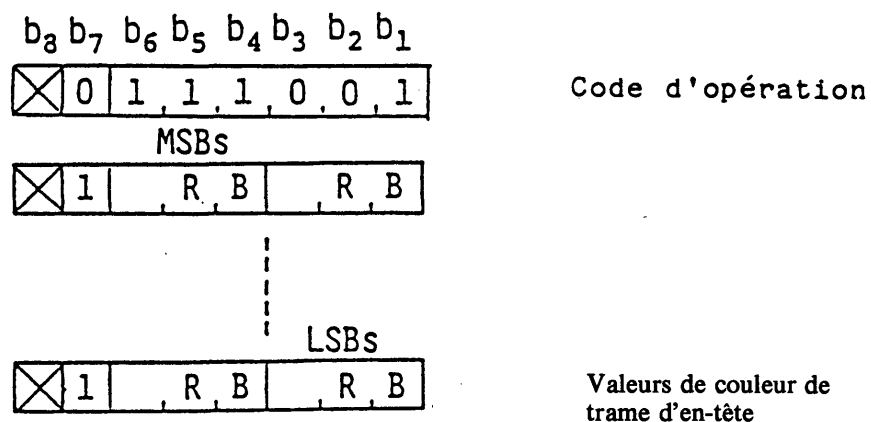 b8 b7 b6 b5 b4 b3 b2 b1
0 1 1 1 0 0 1 Code d'opération
MSBs
1 R B R B
LSBs
1 R B R B Valeurs de couleur de
trame d'en-tête